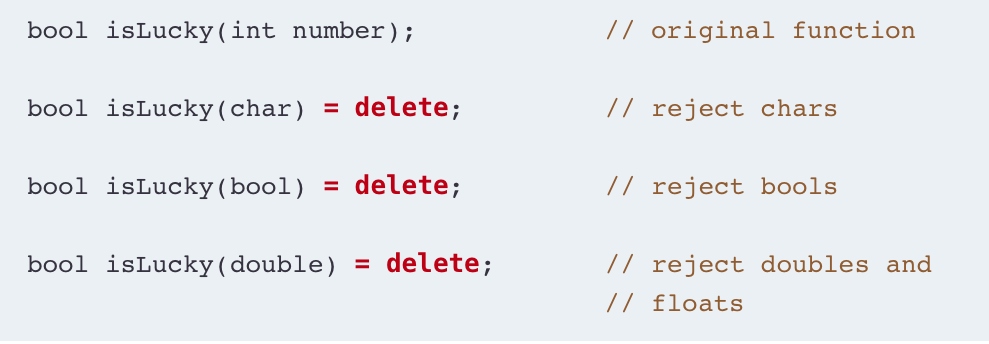 bool isLucky(int number); // original function
bool isLucky(char) = delete; // reject chars
bool isLucky(bool) = delete; // reject bools
bool isLucky(double) = delete; // reject doubles and
// floats